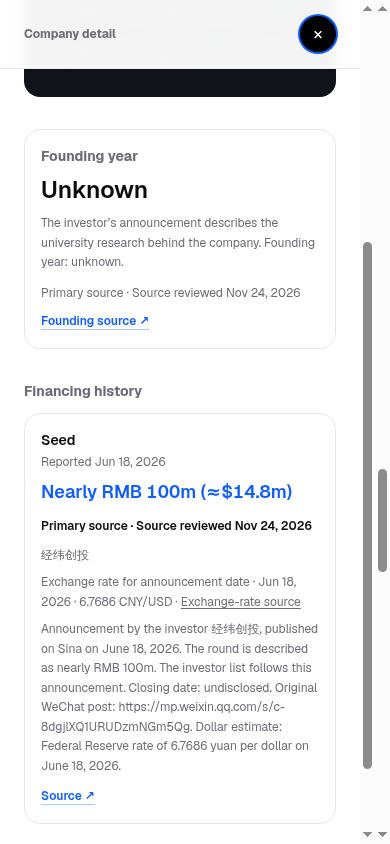 Company detail
×
Founding year
Unknown
The investor's announcement describes the
university research behind the company. Founding
year: unknown.
Primary source · Source reviewed Nov 24, 2026
Founding source ↗
Financing history
Seed
Reported Jun 18, 2026
Nearly RMB 100m (≈$14.8m)
Primary source · Source reviewed Nov 24, 2026
经纬创投
Exchange rate for announcement date · Jun 18,
2026 · 6.7686 CNY/USD · Exchange-rate source
Announcement by the investor 经纬创投, published
on Sina on June 18, 2026. The round is described
as nearly RMB 100m. The investor list follows this
announcement. Closing date: undisclosed. Original
WeChat post: https://mp.weixin.qq.com/s/c-
8dgjlXQ1URUDzmNGm5Qg. Dollar estimate:
Federal Reserve rate of 6.7686 yuan per dollar on
June 18, 2026.
Source ↗